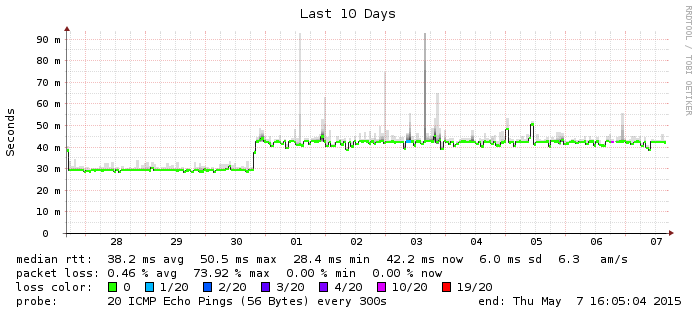 Last 10 Days
RRDTOOL / TOBI OETIKER
Seconds
90 m
80 m
70 m
60 m
50 m
40 m
30 m
20 m
10 m
0
28 29 30 01 02 03 04 05 06 07
median rtt: 38.2 ms avg 50.5 ms max 28.4 ms min 42.2 ms now 6.0 ms sd 6.3 am/s
packet loss: 0.46 % avg 73.92 % max 0.00 % min 0.00 % now
loss color: 0 1/20 2/20 3/20 4/20 10/20 19/20
probe: 20 ICMP Echo Pings (56 Bytes) every 300s end: Thu May 7 16:05:04 2015